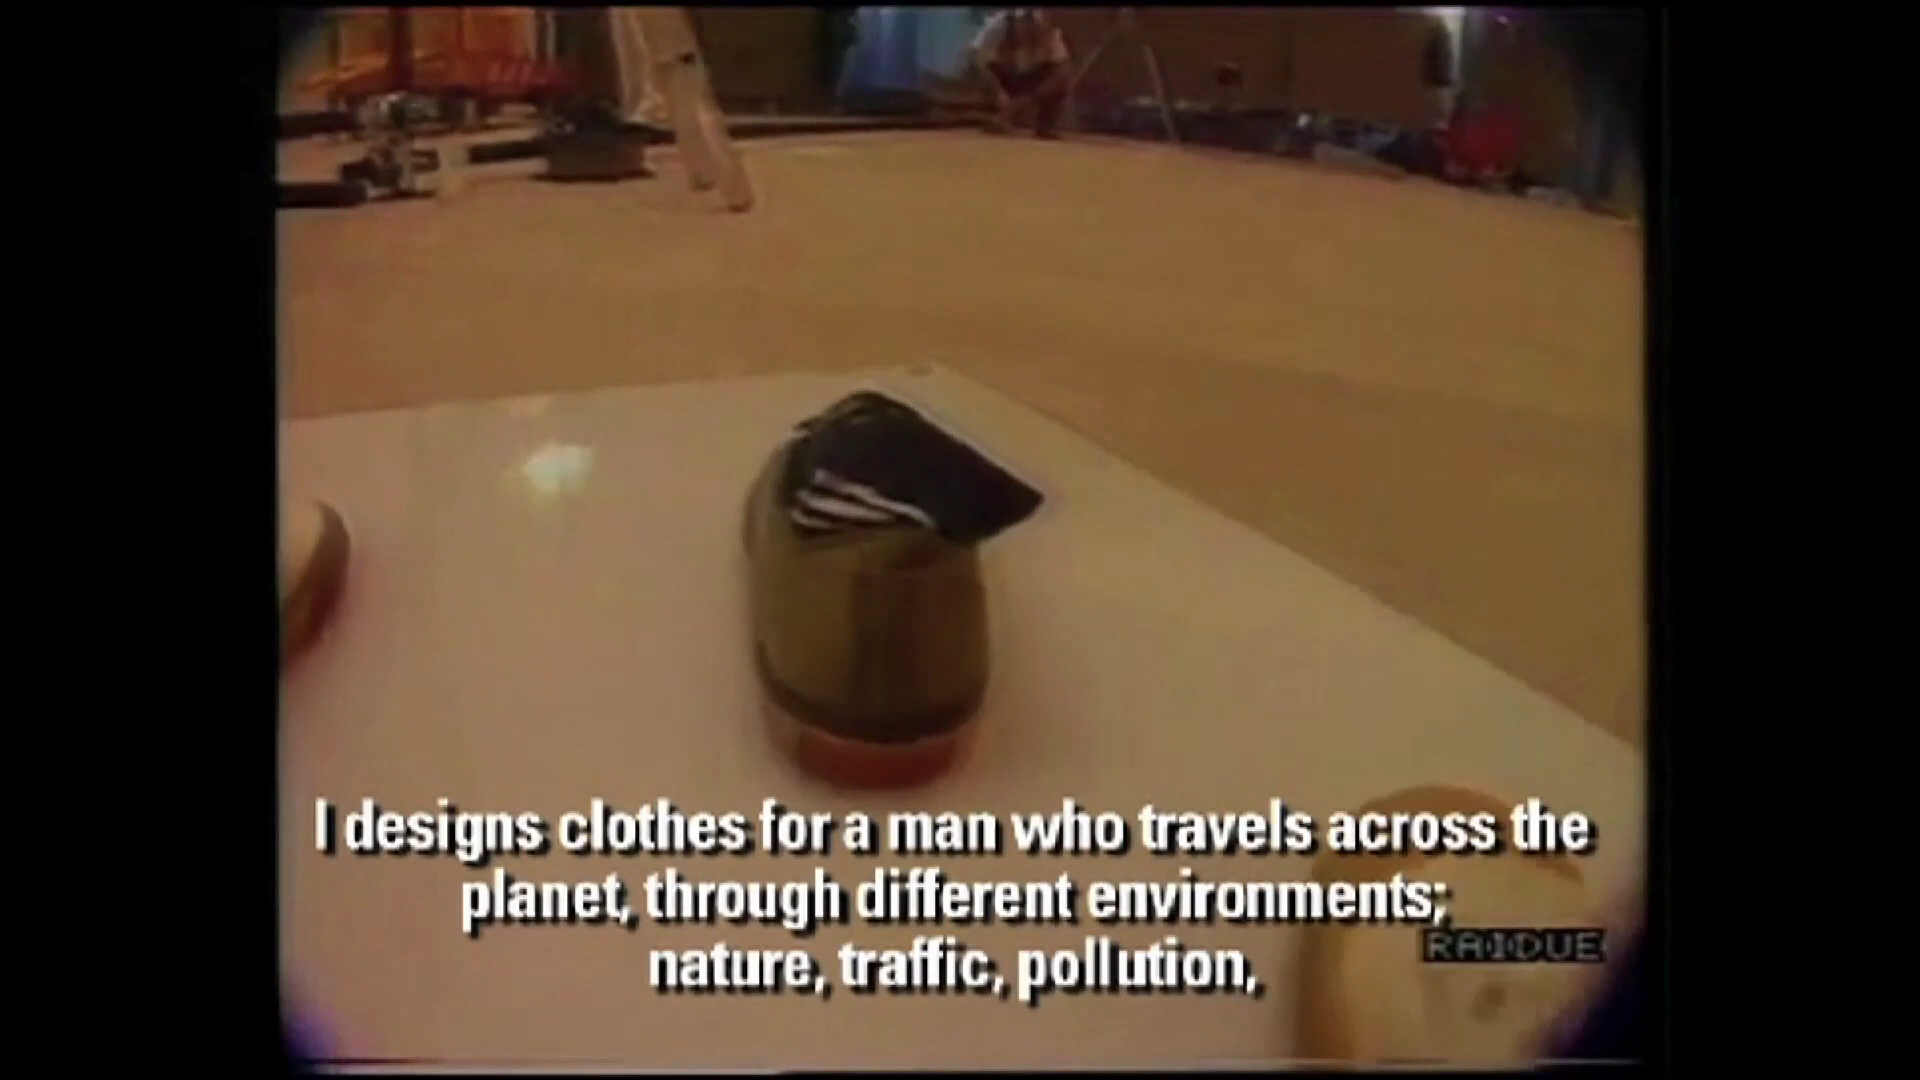 I designs clothes for a man who travels across the
planet, through different environments;
nature, traffic, pollution,
RAIDUE